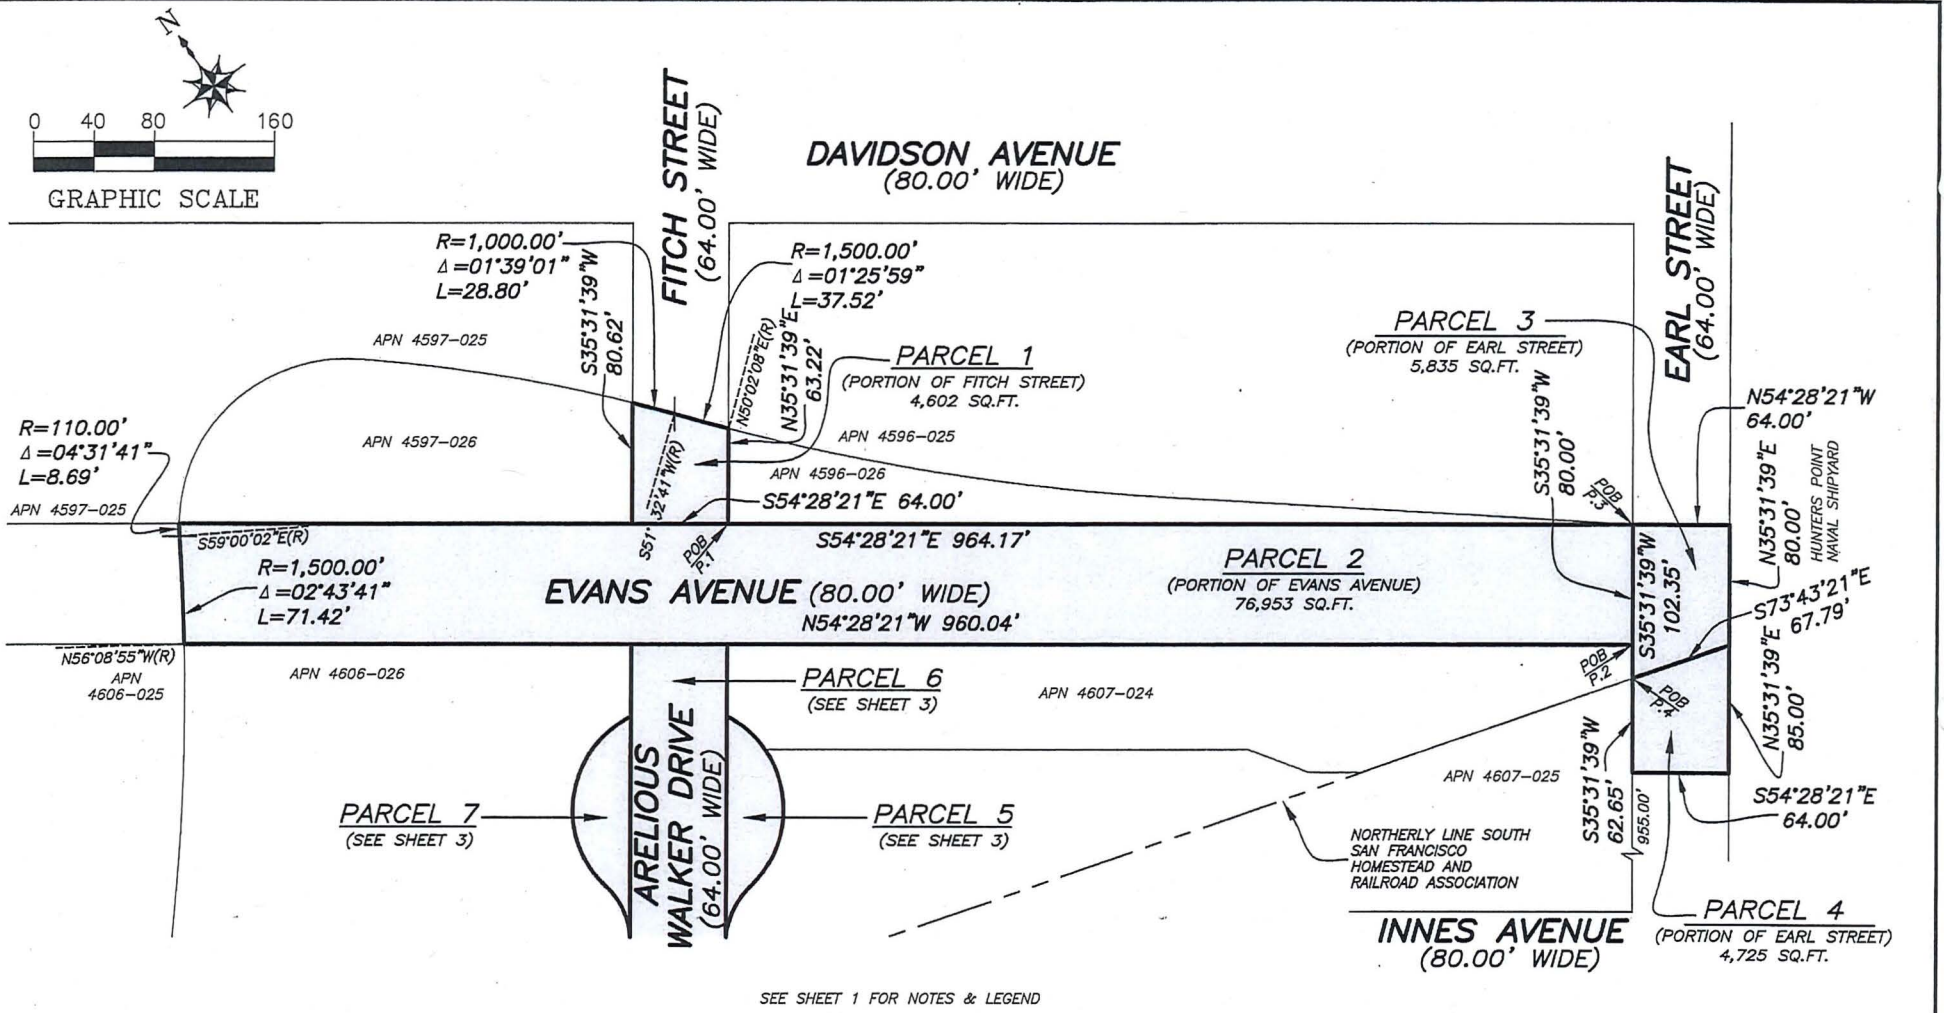 N
0 40 80 160
GRAPHIC SCALE
FITCH STREET
(64.00' WIDE)
DAVIDSON AVENUE
(80.00' WIDE)
EARL STREET
(64.00' WIDE)
R=1,000.00'
Δ=01°39'01"
L=28.80'
S35°31'39"W
80.62'
R=1,500.00'
Δ=01°25'59"
L=37.52'
N50°02'08"E(R)
N35°31'39"E
63.22'
PARCEL 1
(PORTION OF FITCH STREET)
4,602 SQ.FT.
PARCEL 3
(PORTION OF EARL STREET)
5,835 SQ.FT.
APN 4597-025
R=110.00'
Δ=04°31'41"
L=8.69'
APN 4597-025
APN 4597-026
APN 4596-025
APN 4596-026
S51°32'41"W(R)
S54°28'21"E 64.00'
POB
P.1
S35°31'39"W
80.00'
POB
P.3
N54°28'21"W
64.00'
N35°31'39"E
80.00'
HUNTERS POINT
NAVAL SHIPYARD
S59°00'02"E(R)
R=1,500.00'
Δ=02°43'41"
L=71.42'
S54°28'21"E 964.17'
EVANS AVENUE (80.00' WIDE)
N54°28'21"W 960.04'
PARCEL 2
(PORTION OF EVANS AVENUE)
76,953 SQ.FT.
S35°31'39"W
102.35'
S73°43'21"E
67.79'
N56°08'55"W(R)
APN
4606-025
APN 4606-026
PARCEL 6
(SEE SHEET 3)
APN 4607-024
POB
P.2
POB
P.4
N35°31'39"E
85.00'
PARCEL 7
(SEE SHEET 3)
ARELIOUS
WALKER DRIVE
(64.00' WIDE)
PARCEL 5
(SEE SHEET 3)
APN 4607-025
S35°31'39"W
62.65'
955.00'
S54°28'21"E
64.00'
NORTHERLY LINE SOUTH
SAN FRANCISCO
HOMESTEAD AND
RAILROAD ASSOCIATION
INNES AVENUE
(80.00' WIDE)
PARCEL 4
(PORTION OF EARL STREET)
4,725 SQ.FT.
SEE SHEET 1 FOR NOTES & LEGEND